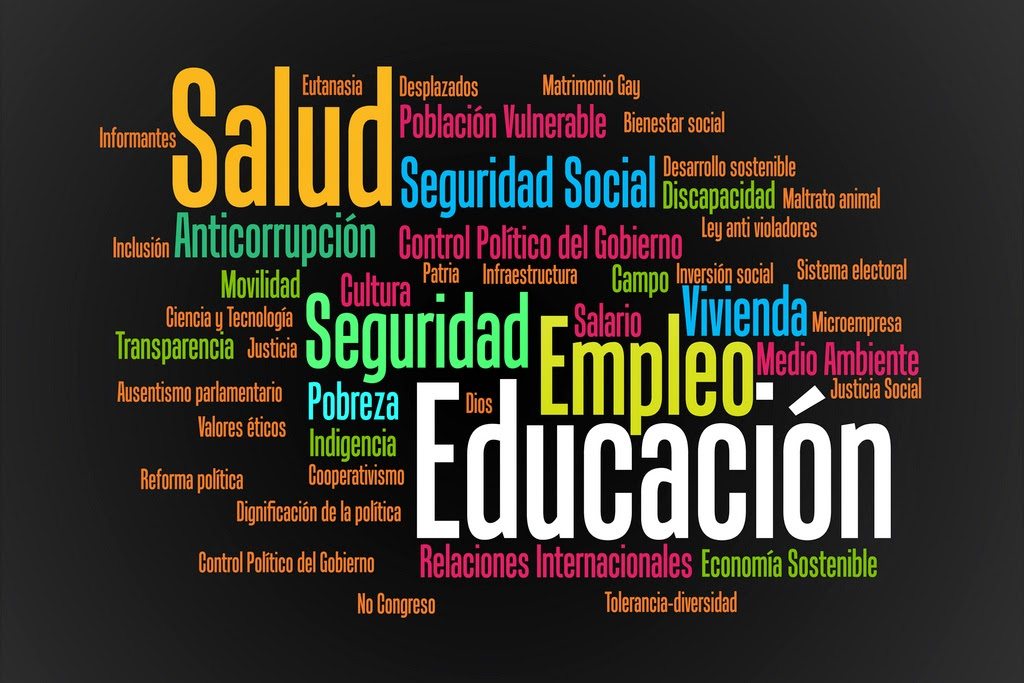 Salud
Eutanasia
Desplazados
Matrimonio Gay
Informantes
Población Vulnerable
Bienestar social
Seguridad Social
Desarrollo sostenible
Discapacidad
Maltrato animal
Inclusión
Anticorrupción
Control Político del Gobierno
Ley anti violadores
Movilidad
Cultura
Patria
Infraestructura
Campo
Inversión social
Sistema electoral
Ciencia y Tecnología
Seguridad
Salario
Vivienda
Microempresa
Transparencia
Justicia
Empleo
Medio Ambiente
Ausentismo parlamentario
Pobreza
Dios
Justicia Social
Valores éticos
Indigencia
Educación
Reforma política
Cooperativismo
Dignificación de la política
Control Político del Gobierno
Relaciones Internacionales
Economía Sostenible
No Congreso
Tolerancia-diversidad